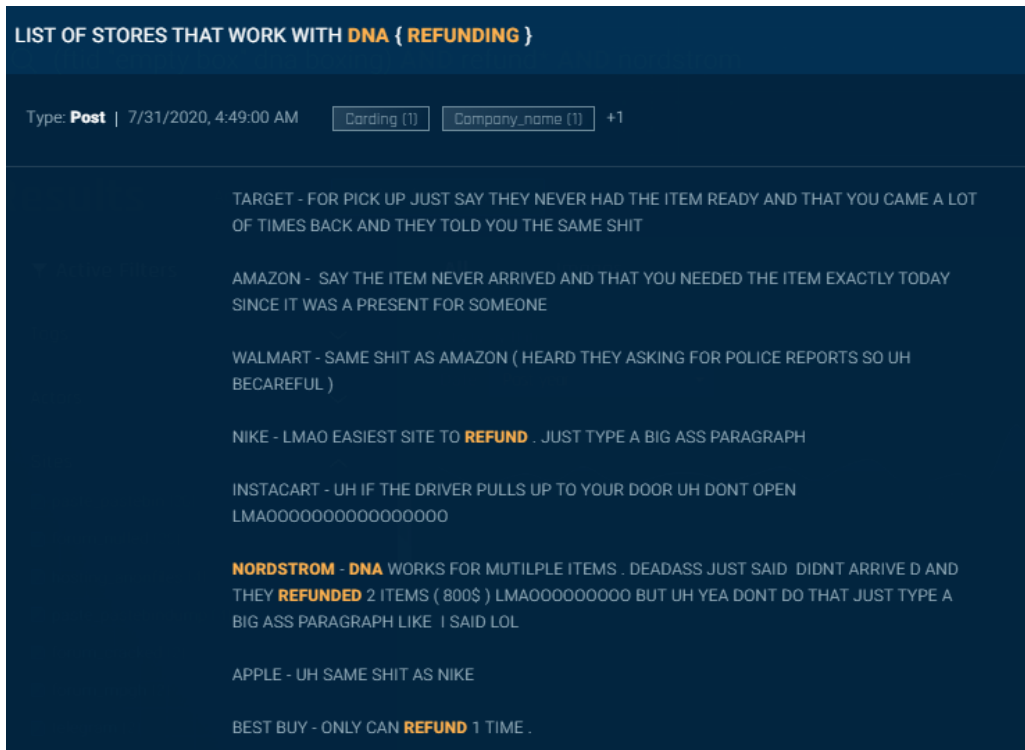 LIST OF STORES THAT WORK WITH DNA { REFUNDING }
Type: Post | 7/31/2020, 4:49:00 AM Carding (1) Company_name (1) +1
TARGET - FOR PICK UP JUST SAY THEY NEVER HAD THE ITEM READY AND THAT YOU CAME A LOT
OF TIMES BACK AND THEY TOLD YOU THE SAME SHIT
AMAZON - SAY THE ITEM NEVER ARRIVED AND THAT YOU NEEDED THE ITEM EXACTLY TODAY
SINCE IT WAS A PRESENT FOR SOMEONE
WALMART - SAME SHIT AS AMAZON ( HEARD THEY ASKING FOR POLICE REPORTS SO UH
BECAREFUL )
NIKE - LMAO EASIEST SITE TO REFUND . JUST TYPE A BIG ASS PARAGRAPH
INSTACART - UH IF THE DRIVER PULLS UP TO YOUR DOOR UH DONT OPEN
LMAOOOOOOOOOOOOOOOO
NORDSTROM - DNA WORKS FOR MUTILPLE ITEMS . DEADASS JUST SAID DIDNT ARRIVE D AND
THEY REFUNDED 2 ITEMS ( 800$ ) LMAOOOOOOOOO BUT UH YEA DONT DO THAT JUST TYPE A
BIG ASS PARAGRAPH LIKE I SAID LOL
APPLE - UH SAME SHIT AS NIKE
BEST BUY - ONLY CAN REFUND 1 TIME .